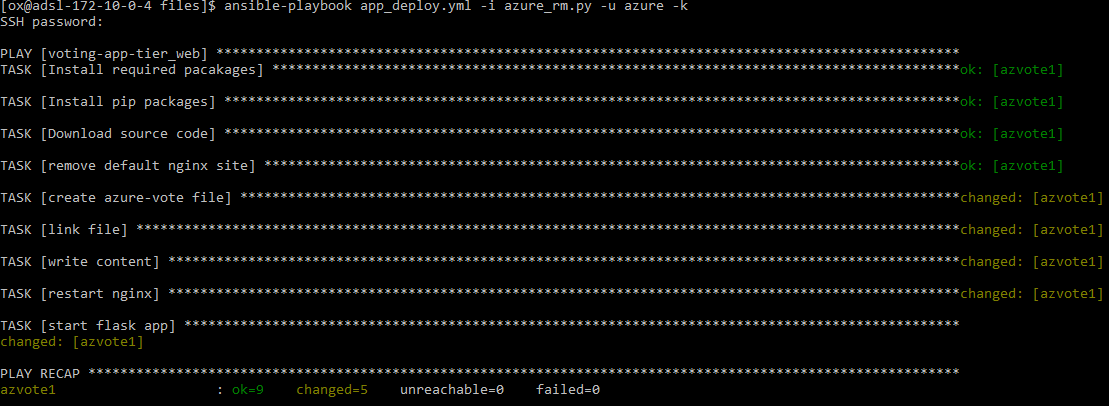 [ox@adsl-172-10-0-4 files]$ ansible-playbook app_deploy.yml -i azure_rm.py -u azure -k
SSH password:
PLAY [voting-app-tier_web] *********************************************************************************************
TASK [Install required pacakages] **************************************************************************************ok: [azvote1]
TASK [Install pip packages] ********************************************************************************************ok: [azvote1]
TASK [Download source code] ********************************************************************************************ok: [azvote1]
TASK [remove default nginx site] ***************************************************************************************ok: [azvote1]
TASK [create azure-vote file] ******************************************************************************************changed: [azvote1]
TASK [link file] *******************************************************************************************************changed: [azvote1]
TASK [write content] ***************************************************************************************************changed: [azvote1]
TASK [restart nginx] ***************************************************************************************************changed: [azvote1]
TASK [start flask app] *************************************************************************************************
changed: [azvote1]
PLAY RECAP *************************************************************************************************************
azvote1                    : ok=9    changed=5    unreachable=0    failed=0